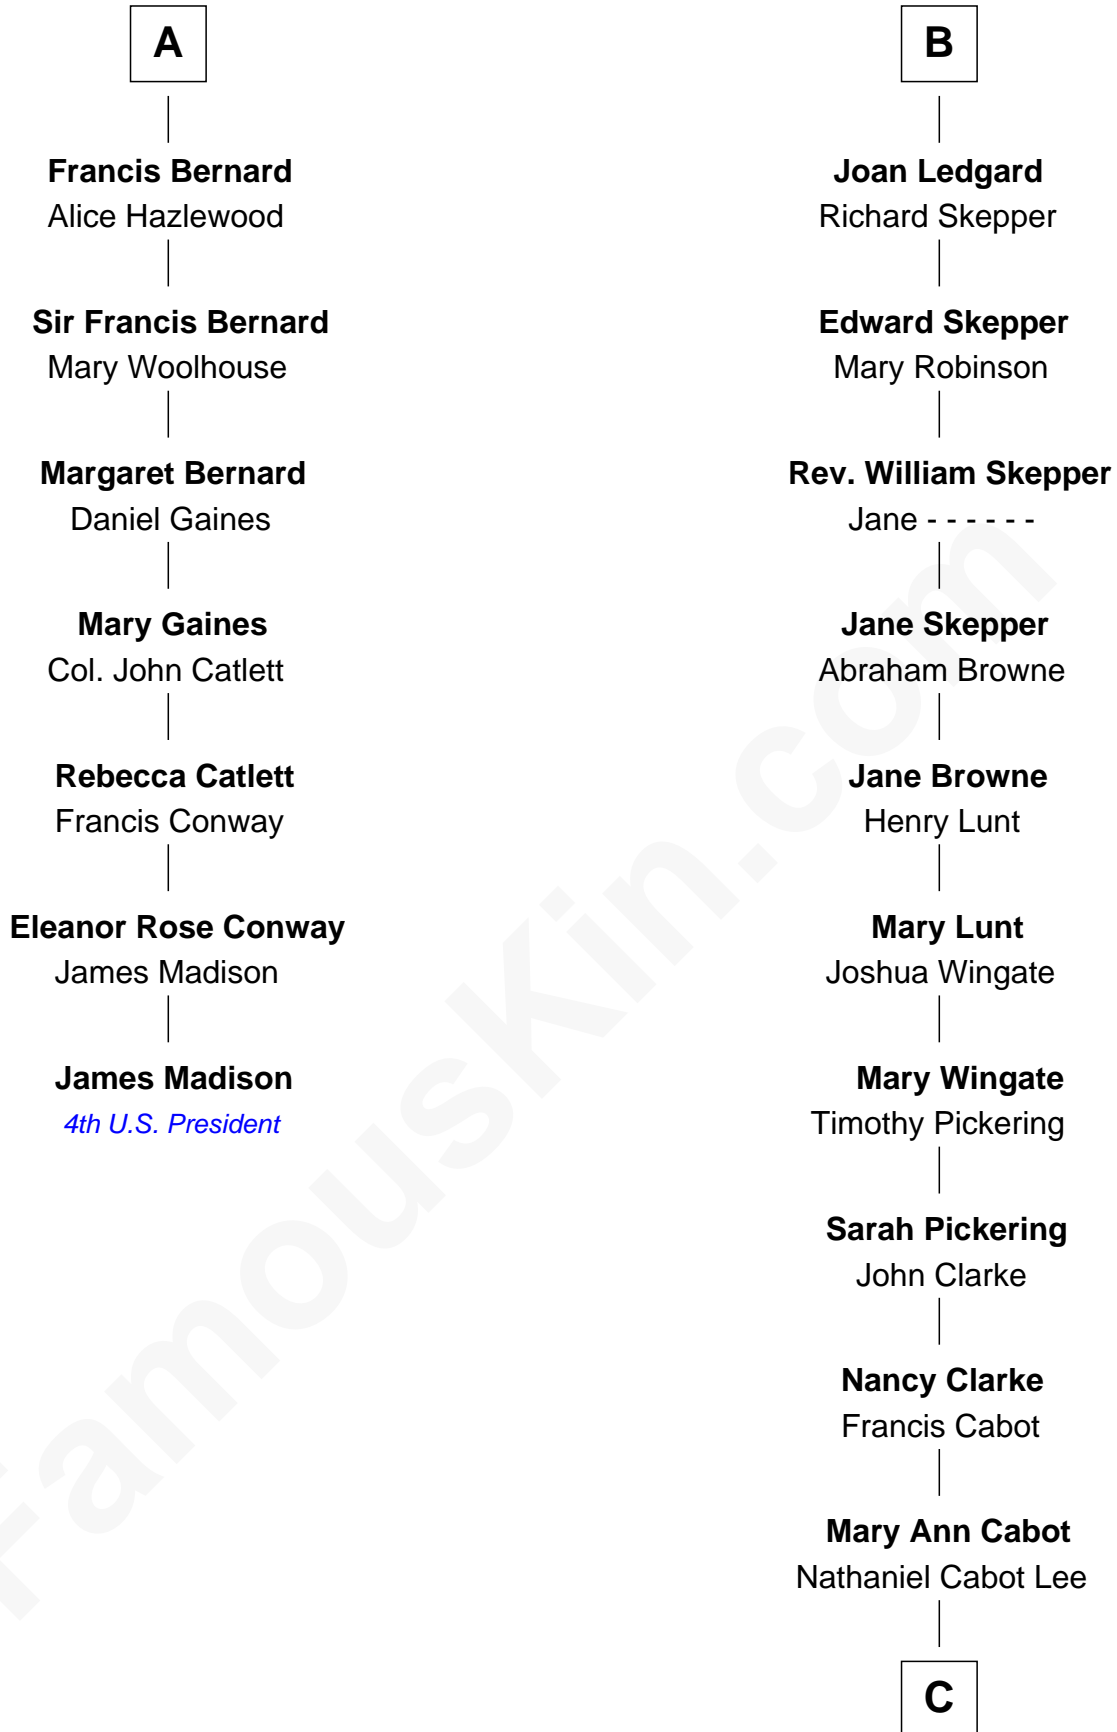 A
Francis Bernard
Alice Hazlewood
Sir Francis Bernard
Mary Woolhouse
Margaret Bernard
Daniel Gaines
Mary Gaines
Col. John Catlett
Rebecca Catlett
Francis Conway
Eleanor Rose Conway
James Madison
James Madison
4th U.S. President
B
Joan Ledgard
Richard Skepper
Edward Skepper
Mary Robinson
Rev. William Skepper
Jane - - - - - -
Jane Skepper
Abraham Browne
Jane Browne
Henry Lunt
Mary Lunt
Joshua Wingate
Mary Wingate
Timothy Pickering
Sarah Pickering
John Clarke
Nancy Clarke
Francis Cabot
Mary Ann Cabot
Nathaniel Cabot Lee
C
FamousKin.com